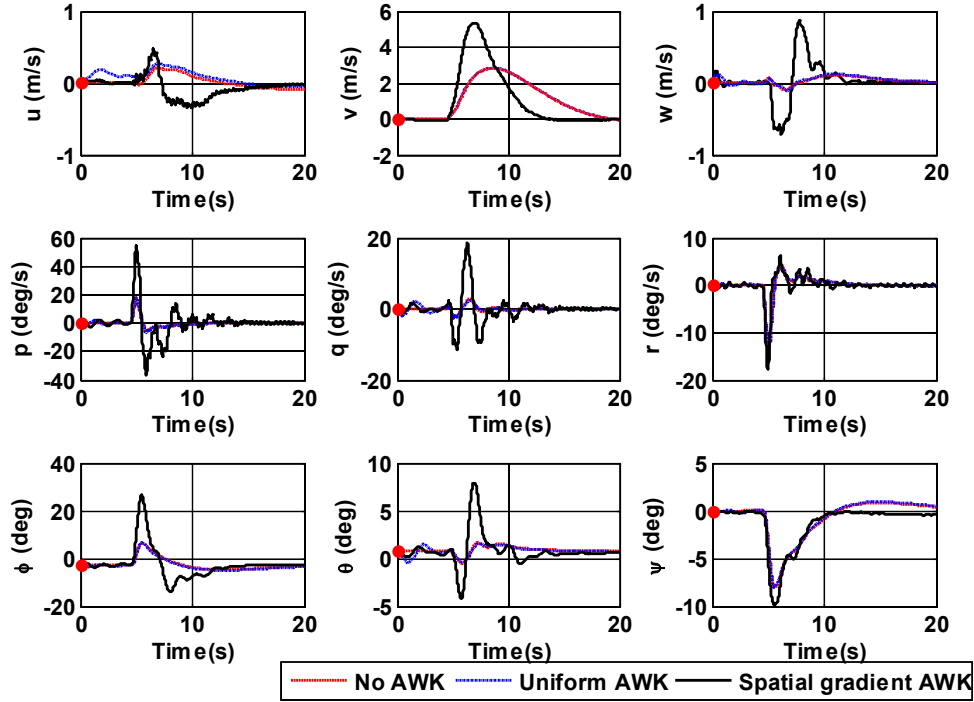 1
0
-1
u (m/s)
0 10 20
Time(s)
6
4
2
0
-2
v (m/s)
0 10 20
Time(s)
1
0
-1
w (m/s)
0 10 20
Time(s)
60
40
20
0
-20
-40
p (deg/s)
0 10 20
Time(s)
20
0
-20
q (deg/s)
0 10 20
Time(s)
10
0
-10
-20
r (deg/s)
0 10 20
Time(s)
40
20
0
-20
ϕ (deg)
0 10 20
Time(s)
10
5
0
-5
θ (deg)
0 10 20
Time(s)
5
0
-5
-10
ψ (deg)
0 10 20
Time(s)
No AWK Uniform AWK Spatial gradient AWK